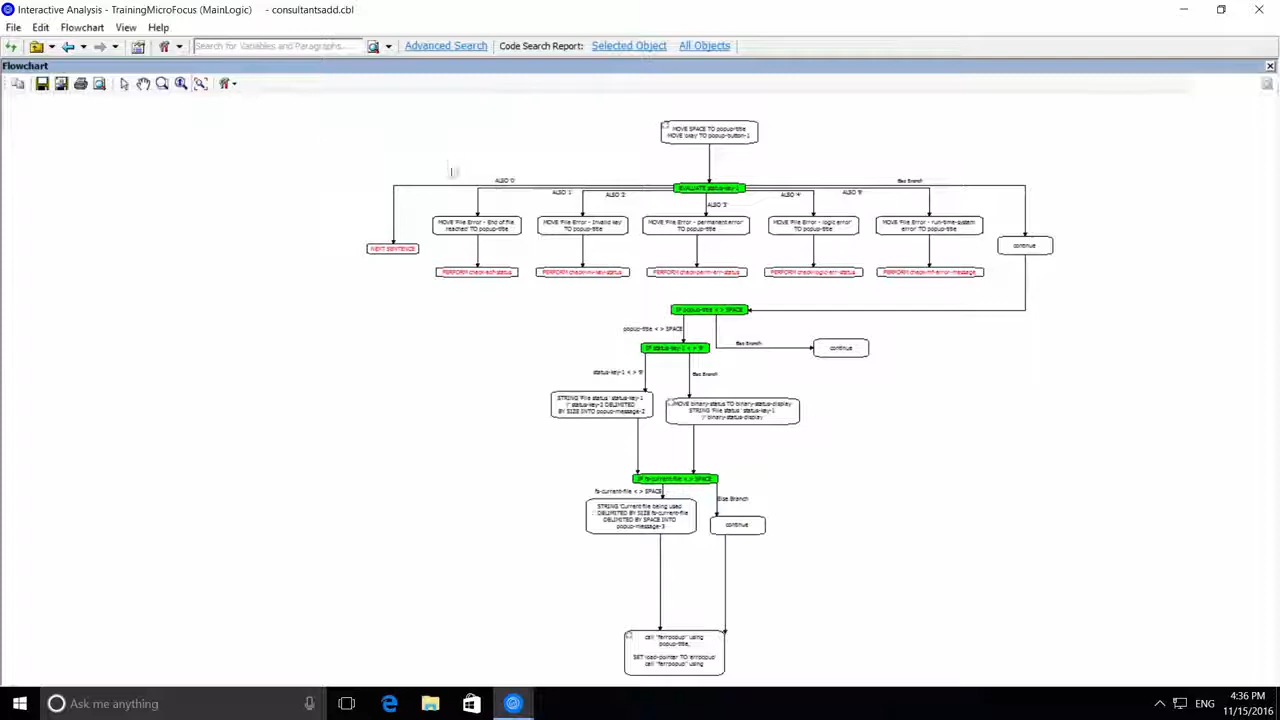 Interactive Analysis - TrainingMicroFocus (MainLogic) - consultantsadd.cbl
File Edit Flowchart View Help
Search for Variables and Paragraphs... Advanced Search Code Search Report: Selected Object All Objects
Flowchart
MOVE SPACE TO popup-title
MOVE 'okay' TO popup-button-1
EVALUATE status-key-1
ALSO '0'
ALSO '1'
ALSO '2'
ALSO '3'
ALSO '4'
ALSO '9'
Else Branch
MOVE 'File Error - End of file
reached' TO popup-title
MOVE 'File Error - Invalid key'
TO popup-title
MOVE 'File Error - permanent error'
TO popup-title
MOVE 'File Error - logic error'
TO popup-title
MOVE 'File Error - run-time-system
error' TO popup-title
NEXT SENTENCE
continue
PERFORM check-eof-status
PERFORM check-inv-key-status
PERFORM check-perm-err-status
PERFORM check-logic-err-status
PERFORM check-mf-error-message
IF popup-title < > SPACE
popup-title < > SPACE
Else Branch
IF status-key-1 < > '9'
continue
status-key-1 < > '9'
Else Branch
STRING 'File status ' status-key-1
'/' status-key-2 DELIMITED
BY SIZE INTO popup-message-2
MOVE binary-status TO binary-status-display
STRING 'File status ' status-key-1
'/' binary-status-display
IF fs-current-file < > SPACE
fs-current-file < > SPACE
Else Branch
STRING 'Current file being used
: ' DELIMITED BY SIZE fs-current-file
DELIMITED BY SPACE INTO
popup-message-3
continue
call "ferrpopup" using
popup-title,
SET load-pointer TO errpopup
call "ferrpopup" using
Ask me anything
ENG
4:36 PM
11/15/2016